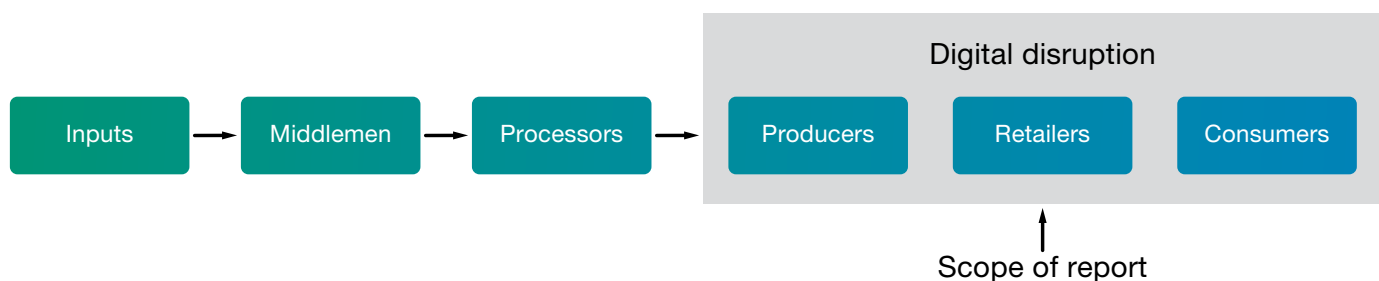 Digital disruption
Inputs
Middlemen
Processors
Producers
Retailers
Consumers
Scope of report